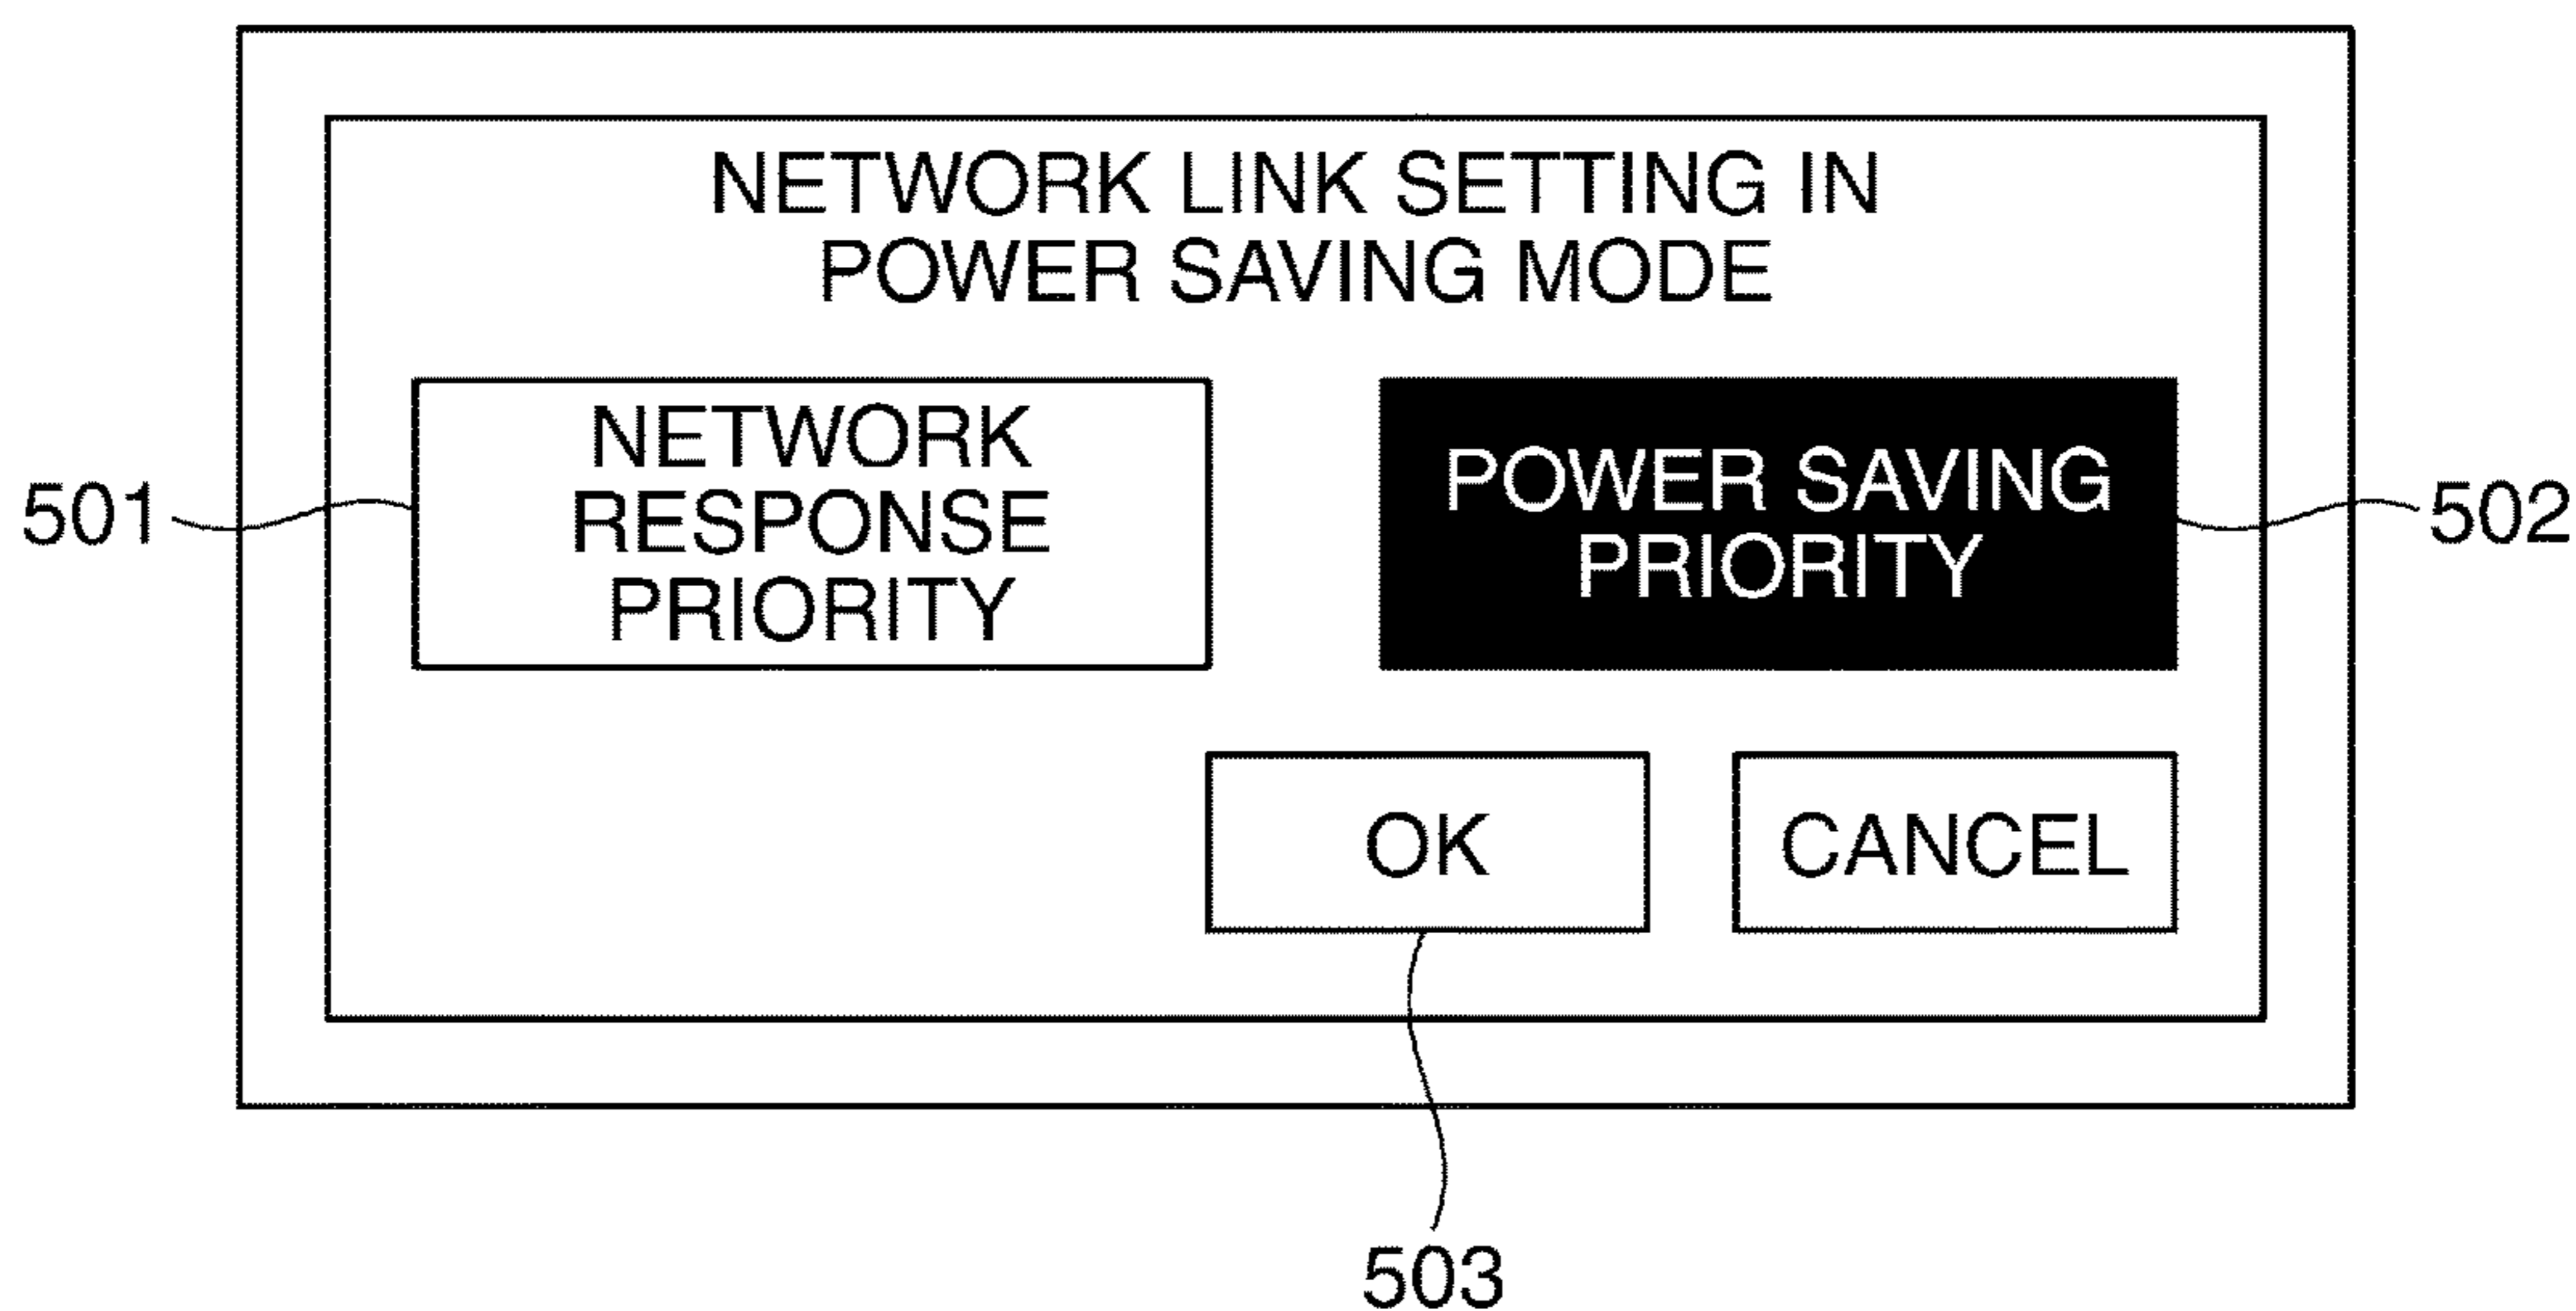 NETWORK LINK SETTING IN
POWER SAVING MODE
NETWORK
RESPONSE
PRIORITY
POWER SAVING
PRIORITY
501
502
OK
CANCEL
503